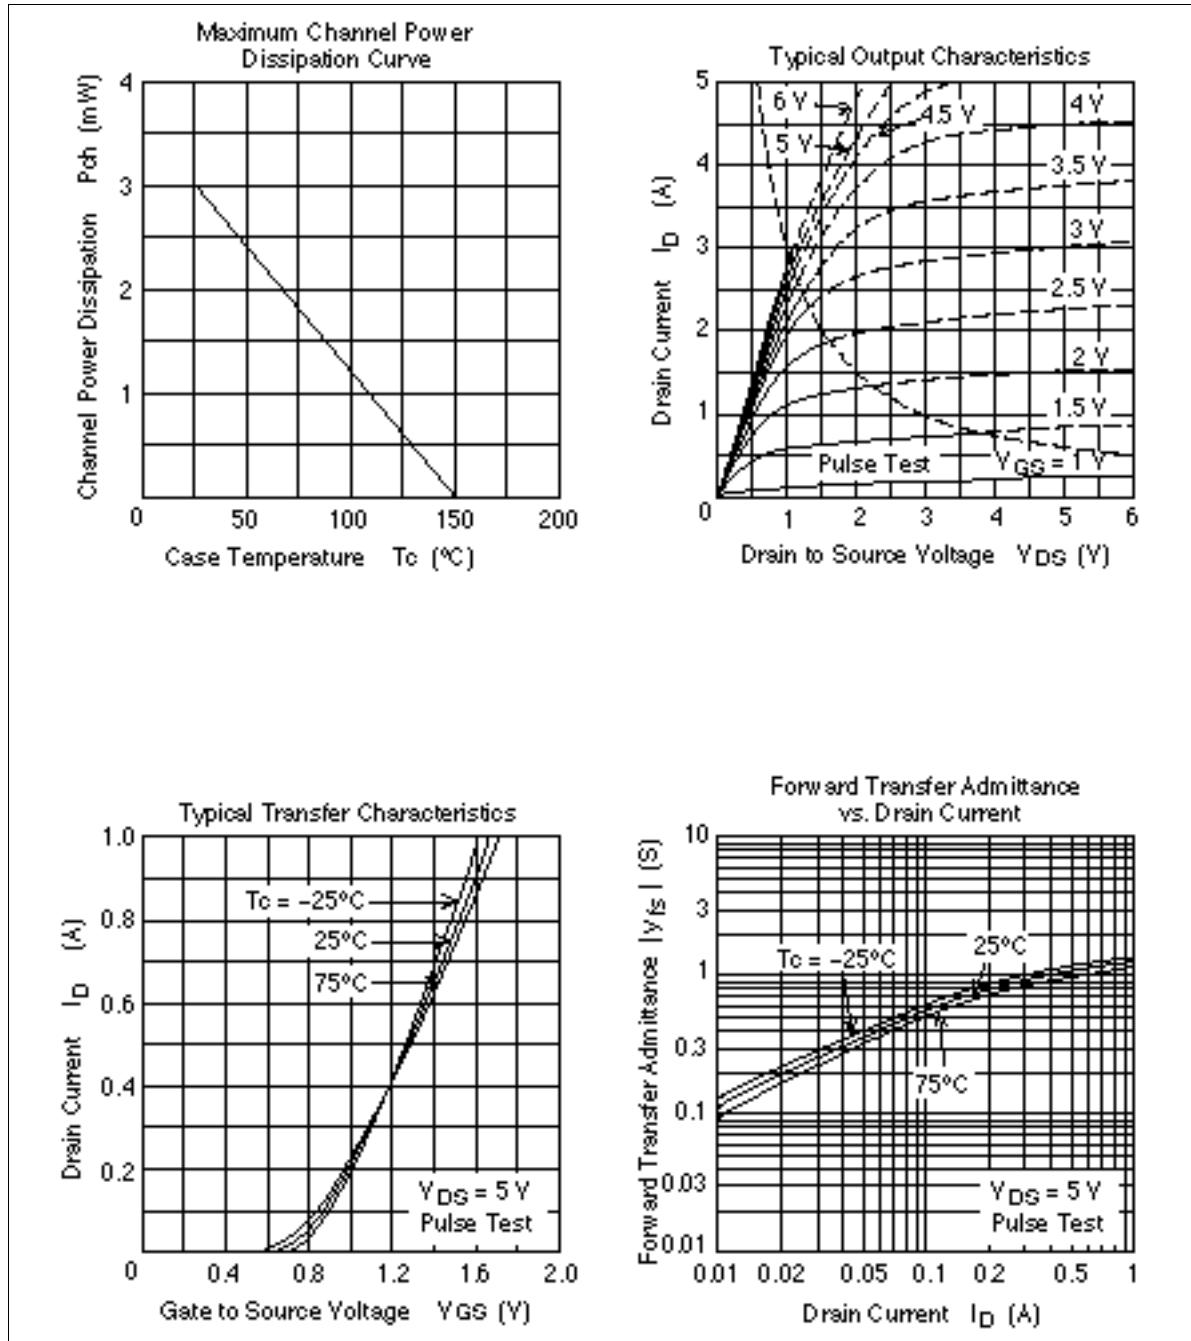 Maximum Channel Power
Dissipation Curve
Channel Power Dissipation Pch (mW)
4
3
2
1
0
50
100
150
200
Case Temperature Tc (ºC)
Typical Output Characteristics
Drain Current ID (A)
5
4
3
2
1
0
1
2
3
4
5
6
6 V
5 V
4.5 V
4 V
3.5 V
3 V
2.5 V
2 V
1.5 V
Pulse Test
VGS = 1 V
Drain to Source Voltage VDS (V)
Typical Transfer Characteristics
Drain Current ID (A)
1.0
0.8
0.6
0.4
0.2
0
0.4
0.8
1.2
1.6
2.0
Tc = –25ºC
25ºC
75ºC
VDS = 5 V
Pulse Test
Gate to Source Voltage VGS (V)
Forward Transfer Admittance
vs. Drain Current
Forward Transfer Admittance |yfs| (S)
10
3
1
0.3
0.1
0.03
0.01
0.01
0.02
0.05
0.1
0.2
0.5
1
Tc = –25ºC
25ºC
75ºC
VDS = 5 V
Pulse Test
Drain Current ID (A)